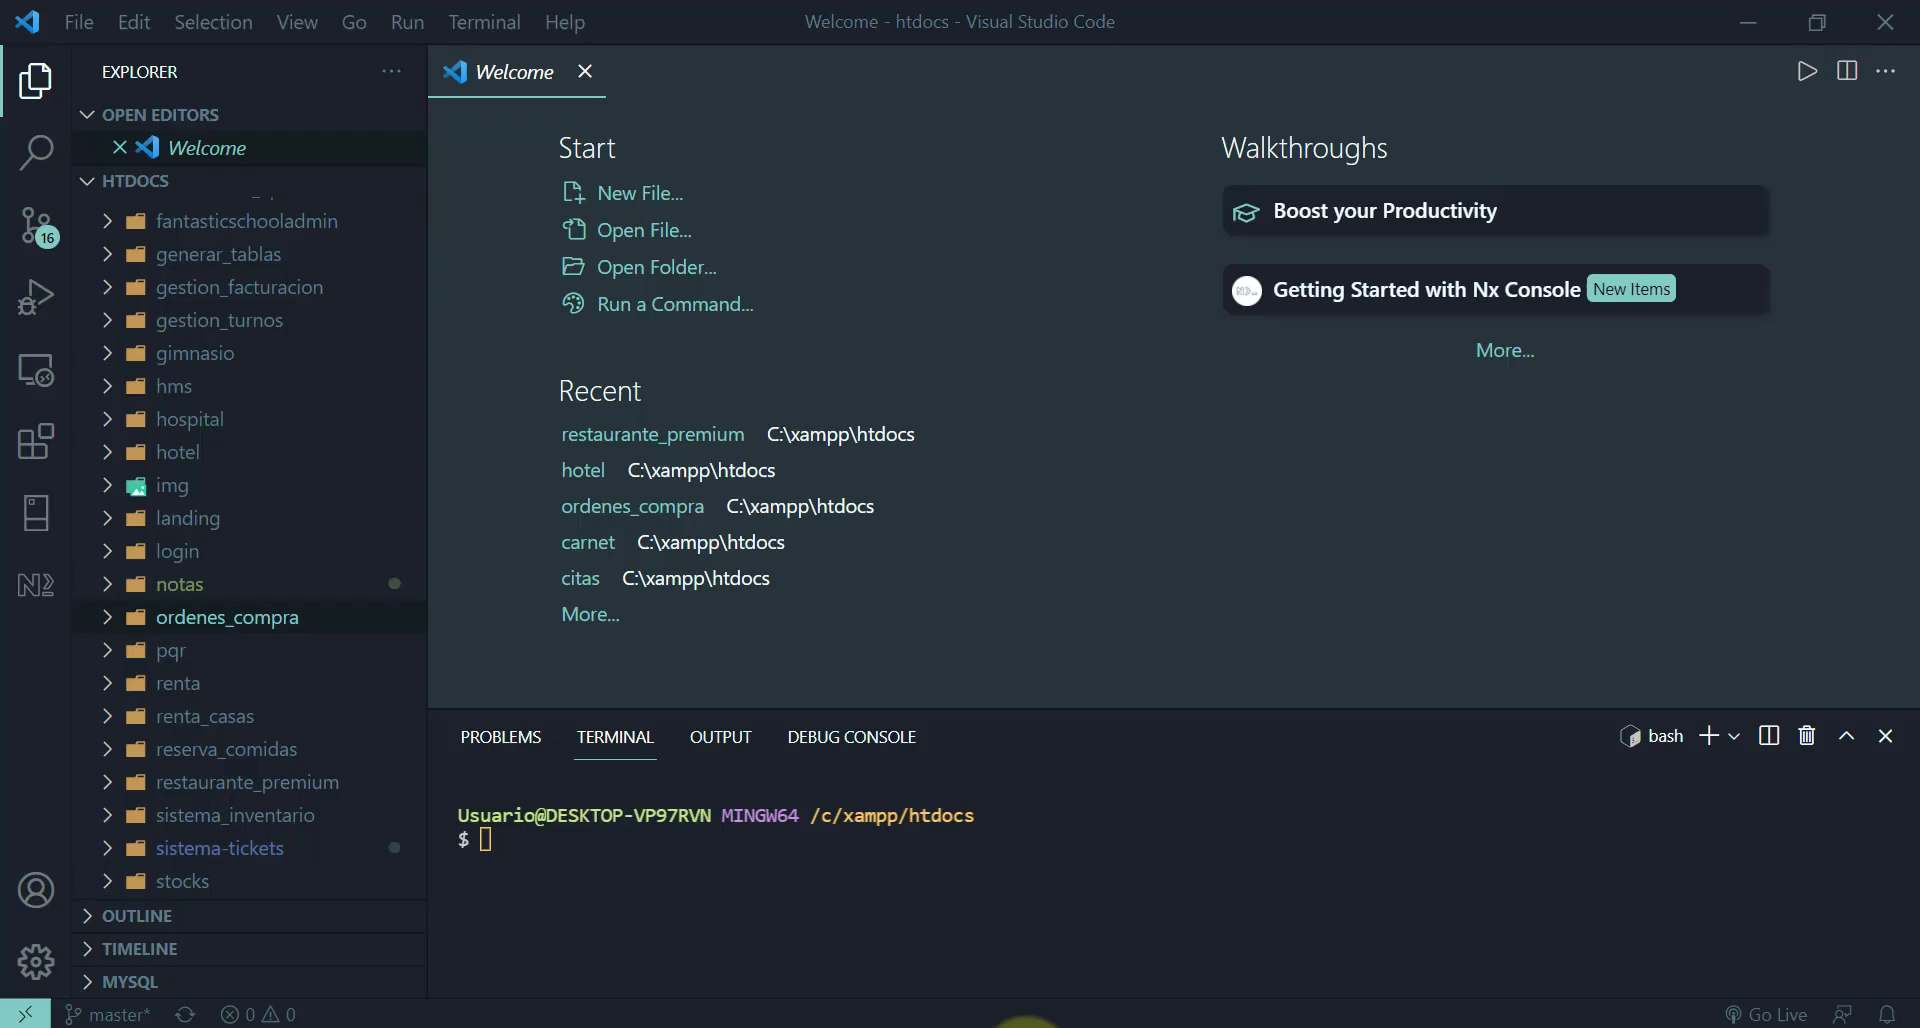 File Edit Selection View Go Run Terminal Help
Welcome - htdocs - Visual Studio Code
EXPLORER
OPEN EDITORS
Welcome
HTDOCS
fantasticschooladmin
generar_tablas
gestion_facturacion
gestion_turnos
gimnasio
hms
hospital
hotel
img
landing
login
notas
ordenes_compra
pqr
renta
renta_casas
reserva_comidas
restaurante_premium
sistema_inventario
sistema-tickets
stocks
OUTLINE
TIMELINE
MYSQL
16
Welcome
Start
New File...
Open File...
Open Folder...
Run a Command...
Recent
restaurante_premium C:\xampp\htdocs
hotel C:\xampp\htdocs
ordenes_compra C:\xampp\htdocs
carnet C:\xampp\htdocs
citas C:\xampp\htdocs
More...
Walkthroughs
Boost your Productivity
Getting Started with Nx Console New Items
More...
PROBLEMS TERMINAL OUTPUT DEBUG CONSOLE
bash
Usuario@DESKTOP-VP97RVN MINGW64 /c/xampp/htdocs
$
master* 0 0
Go Live